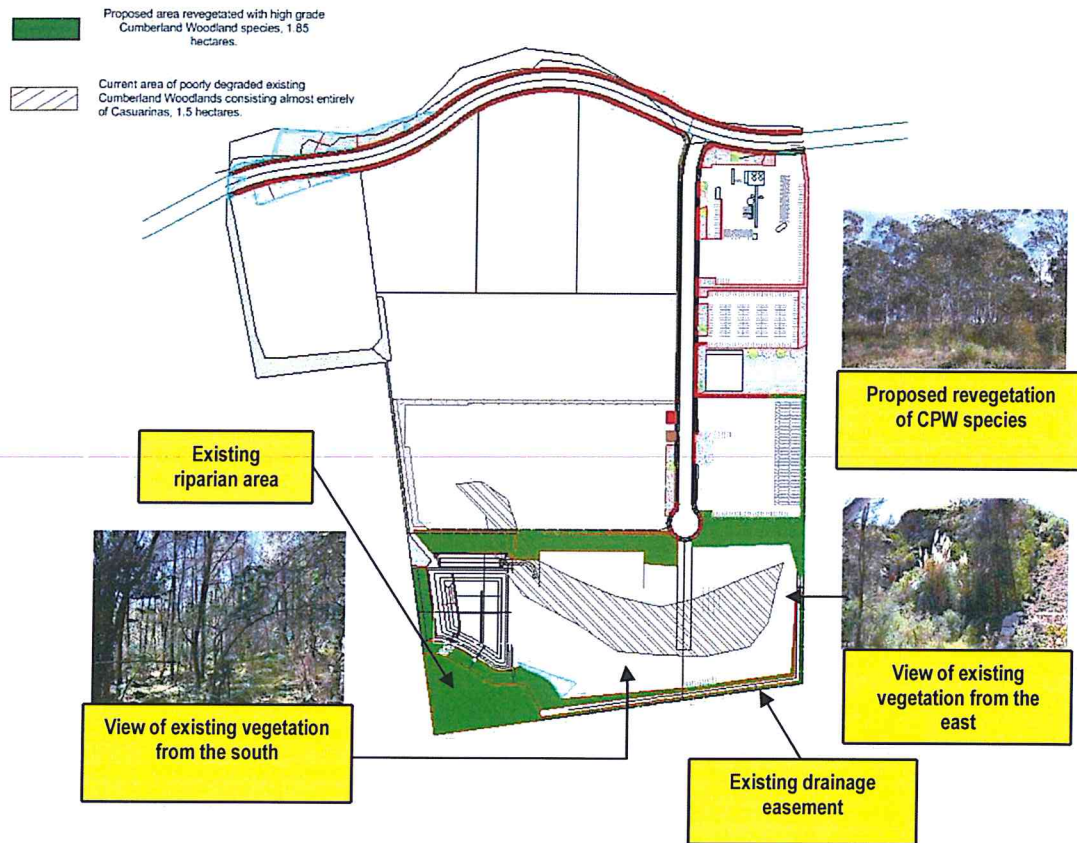 Proposed area revegetated with high grade
Cumberland Woodland species, 1.85
hectares.
Current area of poorly degraded existing
Cumberland Woodlands consisting almost entirely
of Casuarinas, 1.5 hectares.
Proposed revegetation
of CPW species
Existing
riparian area
View of existing
vegetation from the
east
View of existing vegetation
from the south
Existing drainage
easement